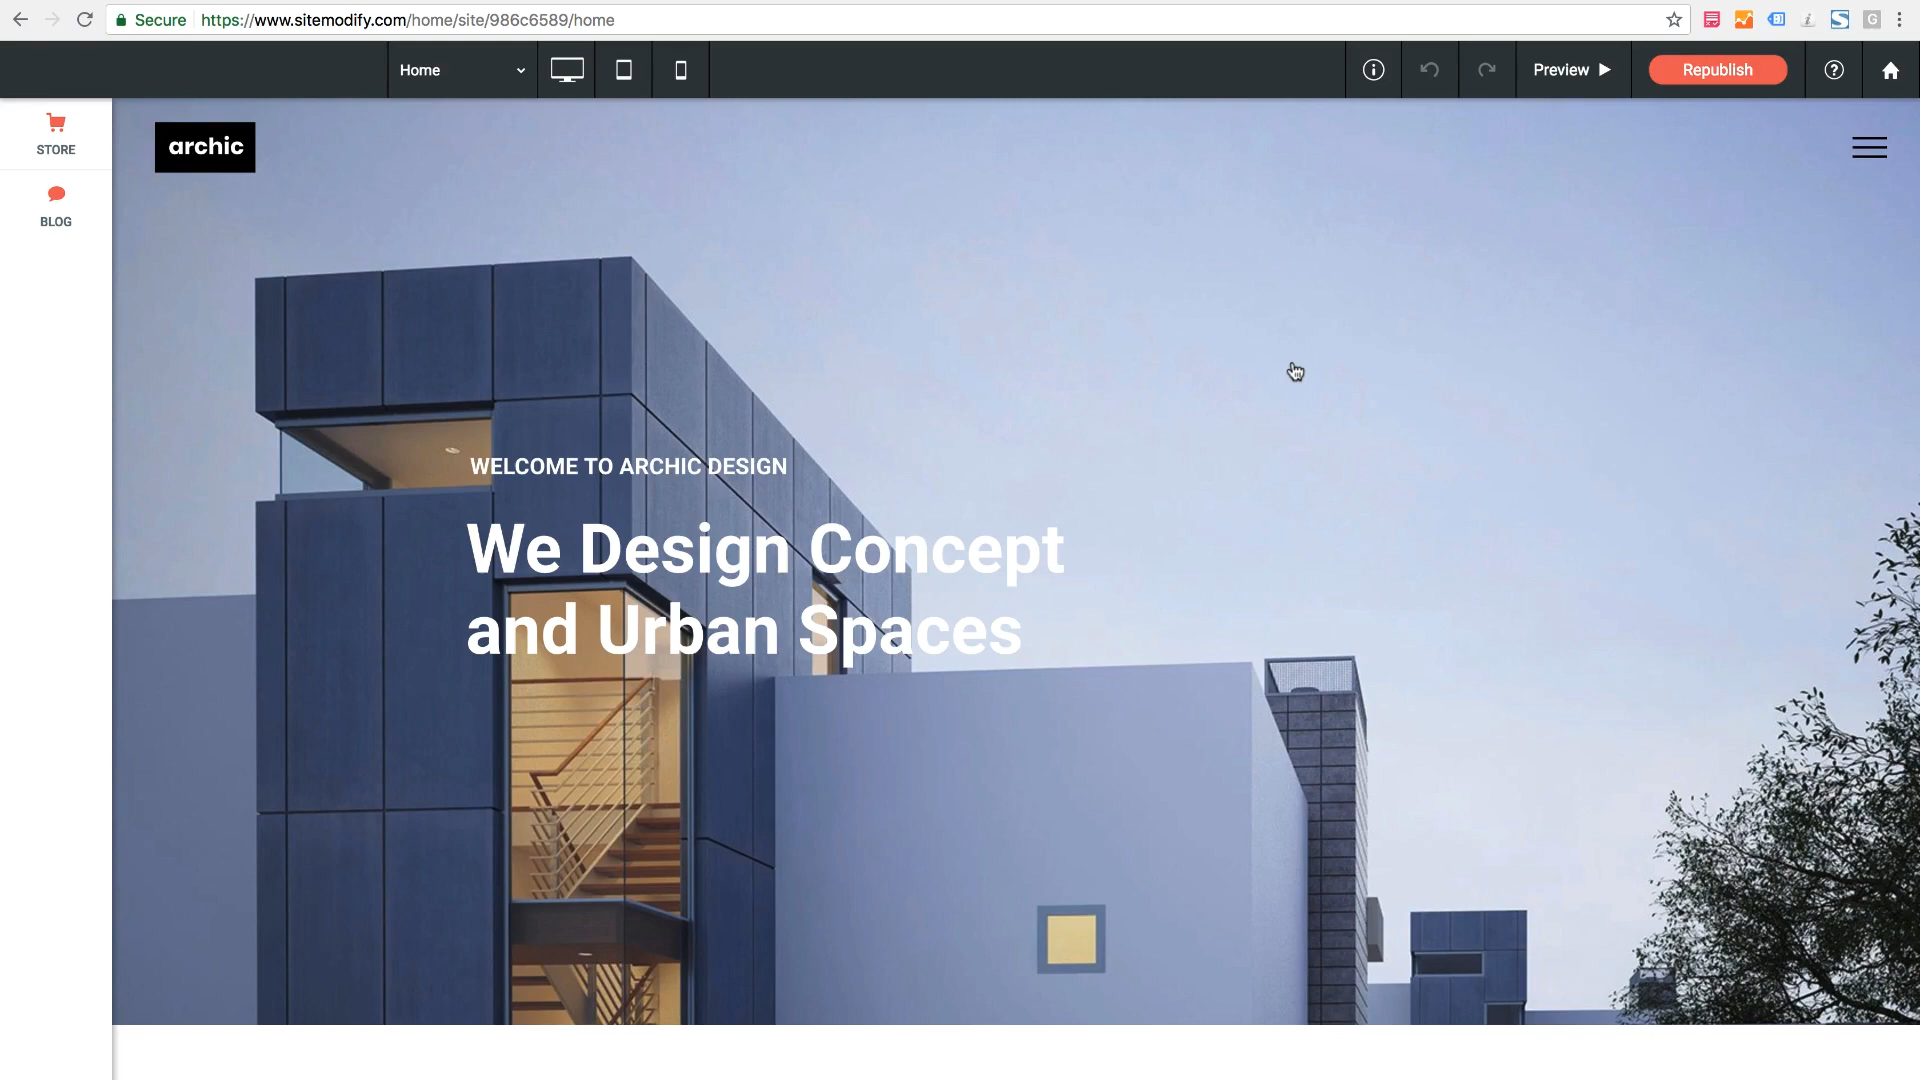 Secure https://www.sitemodify.com/home/site/986c6589/home
Home
Preview
Republish
STORE
BLOG
archic
WELCOME TO ARCHIC DESIGN
We Design Concept
and Urban Spaces